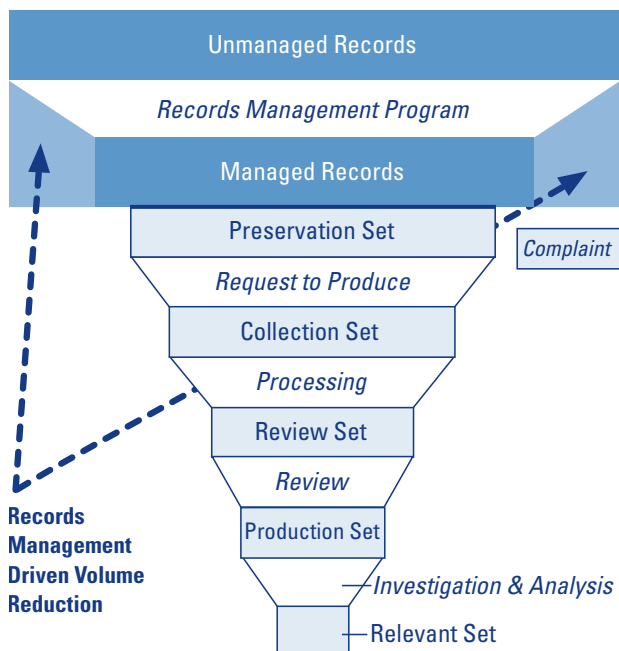 Unmanaged Records
Records Management Program
Managed Records
Preservation Set
Complaint
Request to Produce
Collection Set
Processing
Review Set
Review
Records
Management
Driven Volume
Reduction
Production Set
Investigation & Analysis
Relevant Set